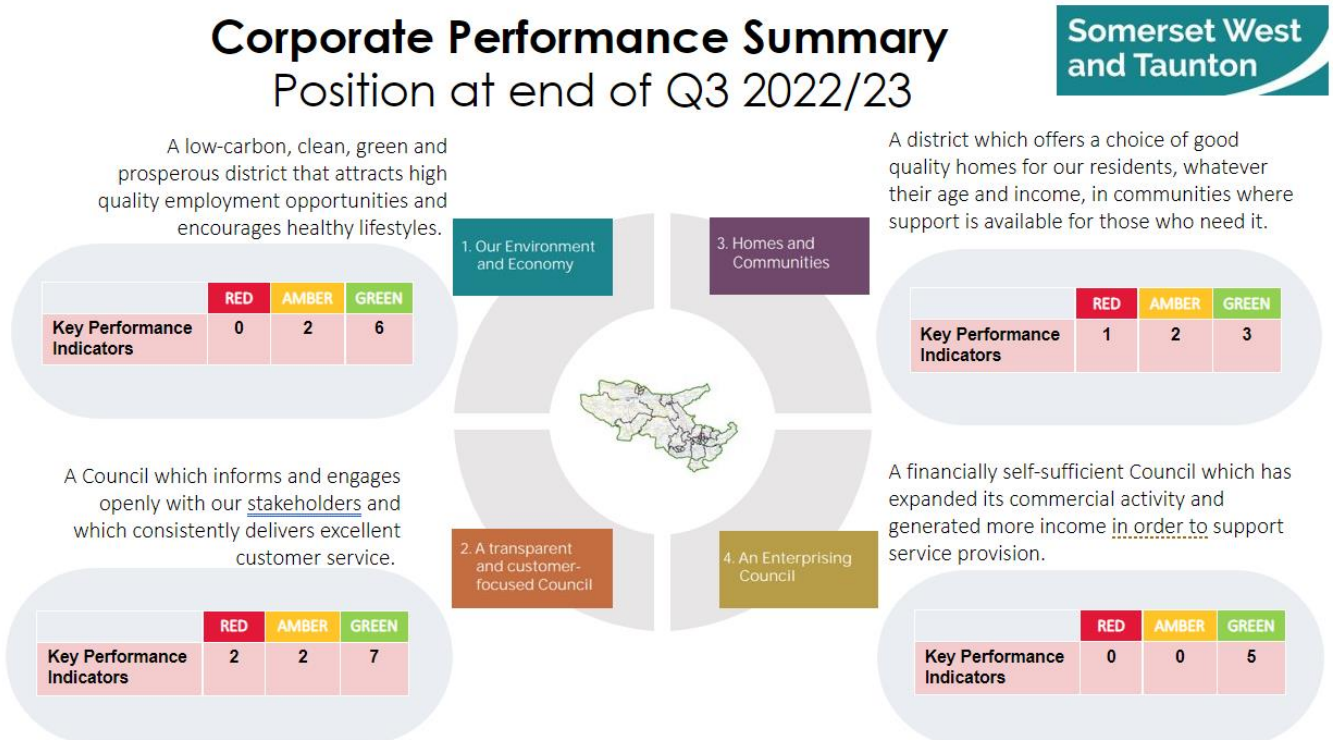 Corporate Performance Summary
Position at end of Q3 2022/23
Somerset West
and Taunton
A low-carbon, clean, green and
prosperous district that attracts high
quality employment opportunities and
encourages healthy lifestyles.
RED AMBER GREEN
Key Performance 0 2 6
Indicators
1. Our Environment
and Economy
A district which offers a choice of good
quality homes for our residents, whatever
their age and income, in communities where
support is available for those who need it.
3. Homes and
Communities
RED AMBER GREEN
Key Performance 1 2 3
Indicators
A Council which informs and engages
openly with our stakeholders and
which consistently delivers excellent
customer service.
2. A transparent
and customer-
focused Council
RED AMBER GREEN
Key Performance 2 2 7
Indicators
A financially self-sufficient Council which has
expanded its commercial activity and
generated more income in order to support
service provision.
4. An Enterprising
Council
RED AMBER GREEN
Key Performance 0 0 5
Indicators